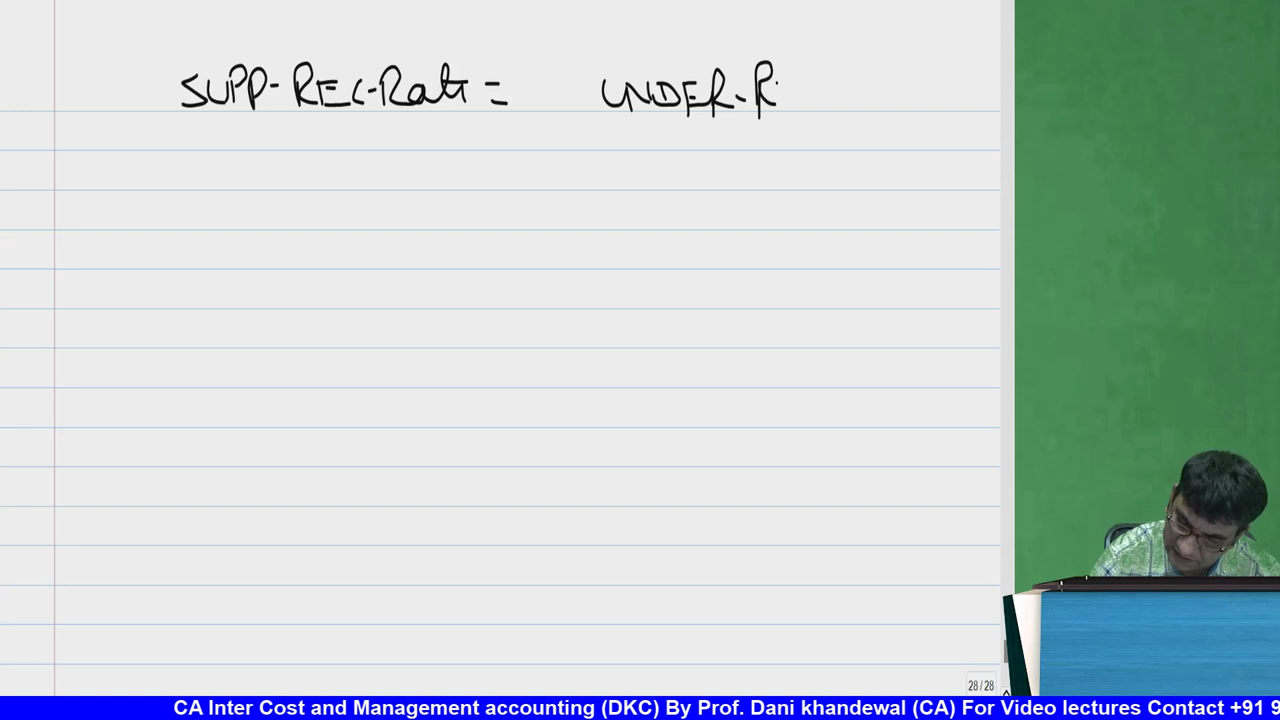 SUPP-REC-Rate = UNDER-R
28/28
CA Inter Cost and Management accounting (DKC) By Prof. Dani khandewal (CA) For Video lectures Contact +91 9